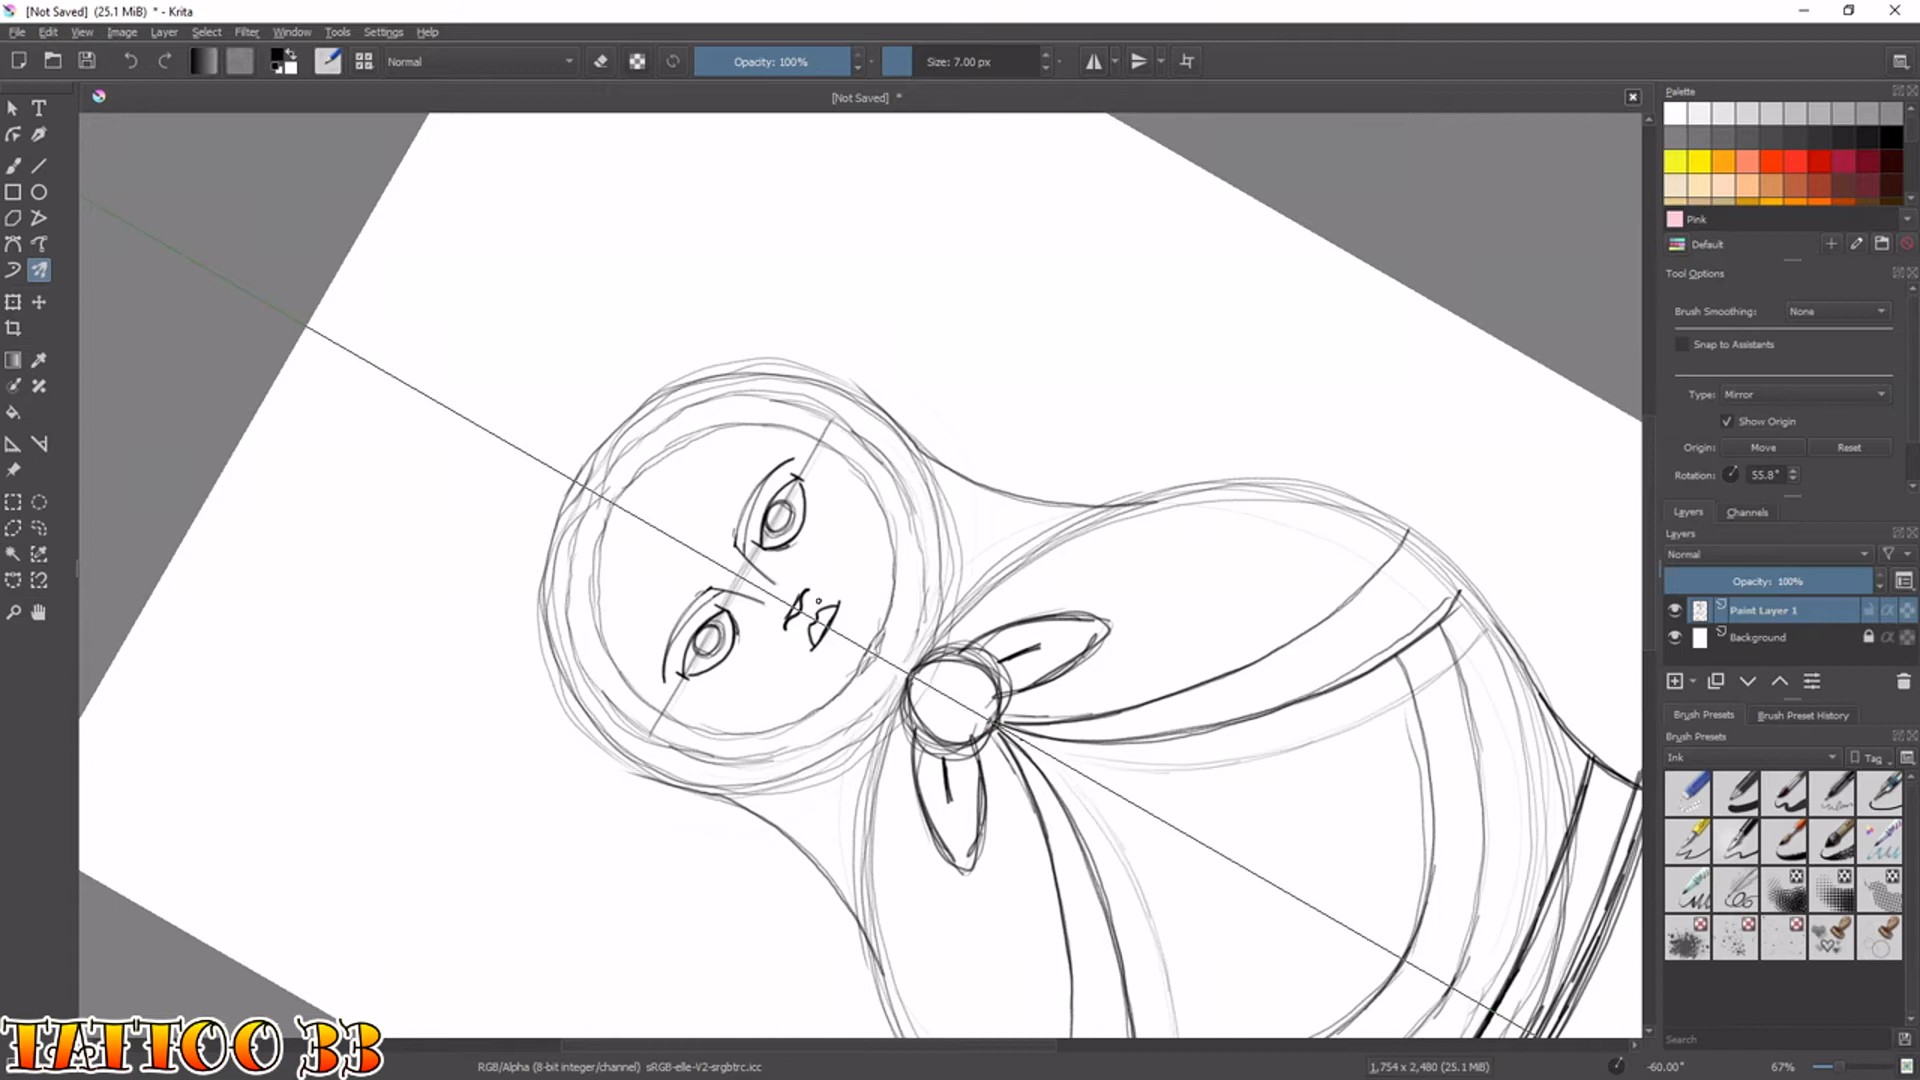 [Not Saved] (25.1 MiB) * - Krita
File Edit View Image Layer Select Filter Network Window Tools Settings Help
Normal
Opacity: 100%
Size: 7.00 px
[Not Saved] *
Palette
Pink
Default
Tool Options
Brush Smoothing: None
Snap to Assistants
Type: Mirror
Show Origin
Origin: Move Reset
Rotation: 55.8°
Layers Channels
Layers
Normal
Opacity: 100%
Paint Layer 1
Background
Brush Presets Brush Preset History
Brush Presets
Ink Tag
Search
TATTOO BB
RGB/Alpha (8-bit integer/channel) sRGB-elle-V2-srgbtrc.icc
1,754 x 2,480 (25.1 MiB)
-60.00°
67%